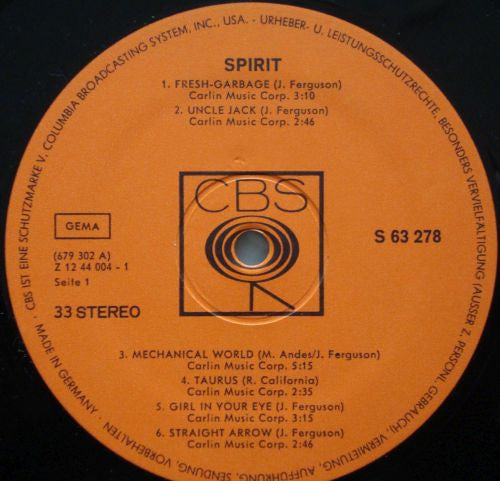 CBS IST EINE SCHUTZMARKE V. COLUMBIA BROADCASTING SYSTEM, INC., USA. - URHEBER- U. LEISTUNGSSCHUTZRECHTE, BESONDERS VERVIELFÄLTIGUNG (AUSSER Z. PERSÖNL. GEBRAUCH), VERMIETUNG, AUFFÜHRUNG, SENDUNG, VORBEHALTEN · MADE IN GERMANY ·
SPIRIT
1. FRESH-GARBAGE (J. Ferguson)
Carlin Music Corp. 3:10
2. UNCLE JACK (J. Ferguson)
Carlin Music Corp. 2:46
CBS
GEMA
S 63 278
(679 302 A)
Z 12 44 004 - 1
Seite 1
33 STEREO
3. MECHANICAL WORLD (M. Andes/J. Ferguson)
Carlin Music Corp. 5:15
4. TAURUS (R. California)
Carlin Music Corp. 2:35
5. GIRL IN YOUR EYE (J. Ferguson)
Carlin Music Corp. 3:15
6. STRAIGHT ARROW (J. Ferguson)
Carlin Music Corp. 2:46